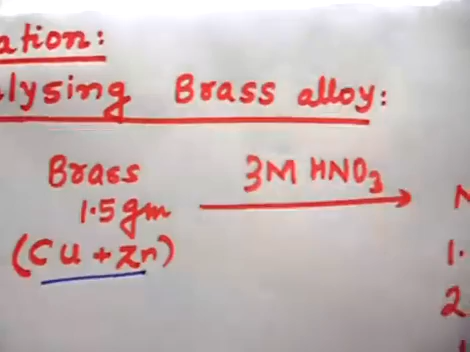 ation:
lysing Brass alloy:
Brass 3M HNO3
1.5gm N
(Cu+Zn) 1.
2